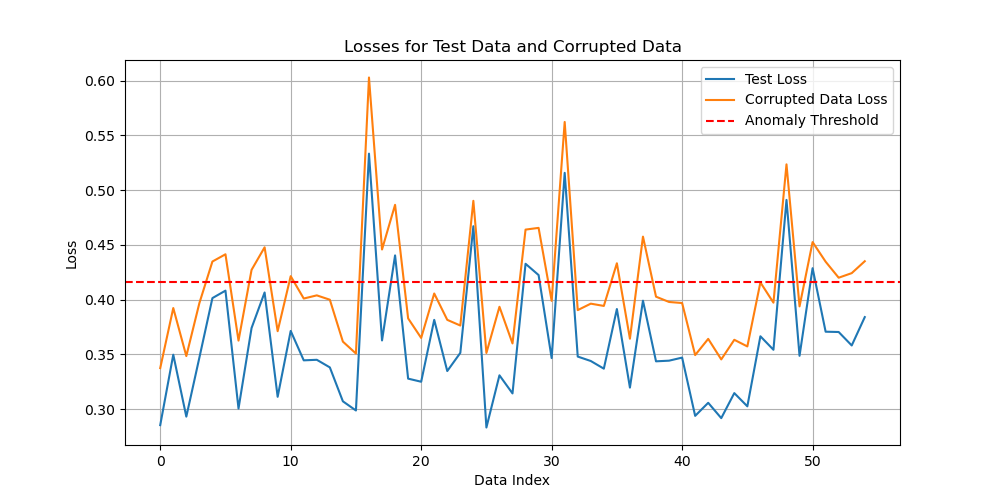 Losses for Test Data and Corrupted Data
Test Loss
Corrupted Data Loss
Anomaly Threshold
Loss
0.60
0.55
0.50
0.45
0.40
0.35
0.30
0 10 20 30 40 50
Data Index